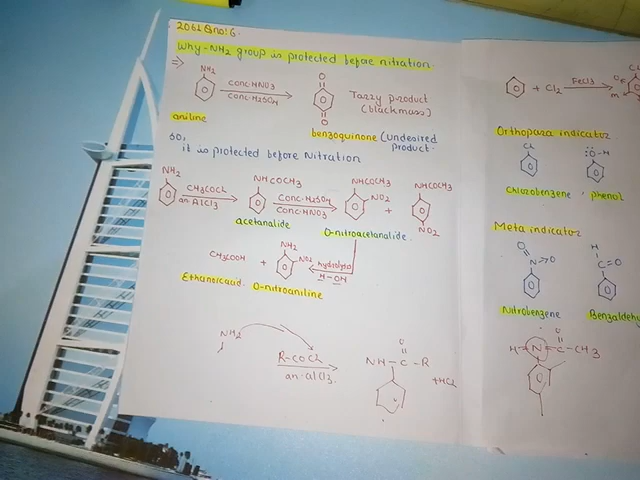 2061 Q.no: 6.
Why -NH2 group is protected before nitration.
⇒ NH2
conc·HNO3
conc·H2SO4
O
O
Tarry product
(blackmass)
aniline
benzoquinone (Undesired
product
so,
it is protected before Nitration
NH2
CH3COCl
an AlCl3
NHCOCH3
conc·H2SO4
conc·HNO3
NHCOCH3
NO2
+
NHCOCH3
NO2
acetanalide
O-nitroacetanalide
CH3COOH
+
NH2
NO2
hydrolyto
H-OH
Ethanoicacid
O-nitroaniline
NH2
R-COCl
an·alCl3.
O
NH - C - R
+HCl
+ Cl2
FeCl3
Cl
m
Orthopara indicator
Cl
:O-H
Chlorobenzene
, phenol
Meta indicator
O
N→O
H
C=O
Nitrobenzene
Benzaldehy
O
H-N-C-CH3